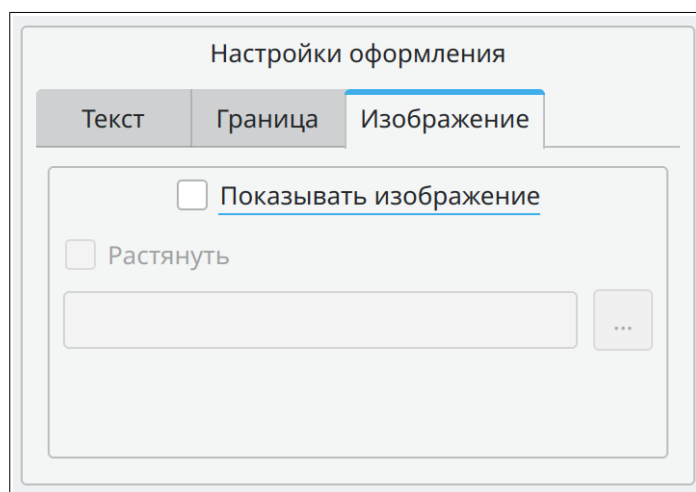 Настройки оформления
Текст Граница Изображение
Показывать изображение
Растянуть
...